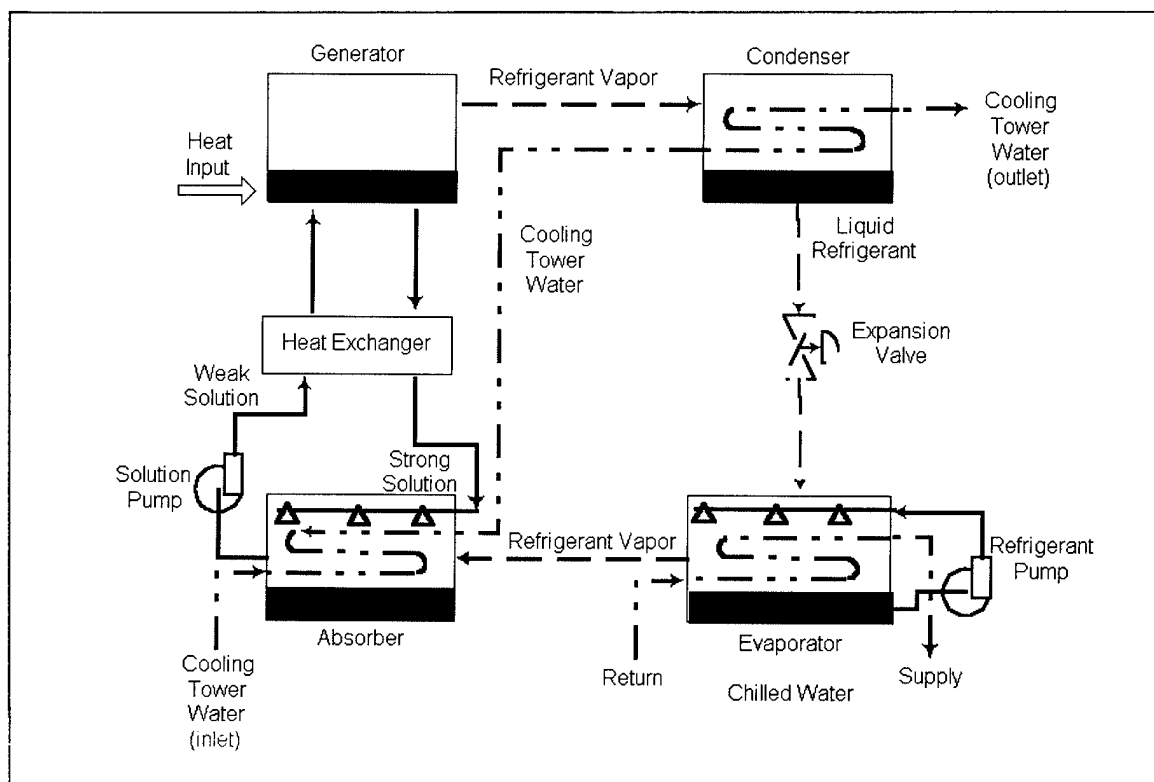 Generator
Condenser
Refrigerant Vapor
Cooling
Tower
Water
(outlet)
Heat
Input
Liquid
Refrigerant
Cooling
Tower
Water
Heat Exchanger
Expansion
Valve
Weak
Solution
Strong
Solution
Solution
Pump
Refrigerant Vapor
Refrigerant
Pump
Absorber
Evaporator
Cooling
Tower
Water
(inlet)
Return
Chilled Water
Supply